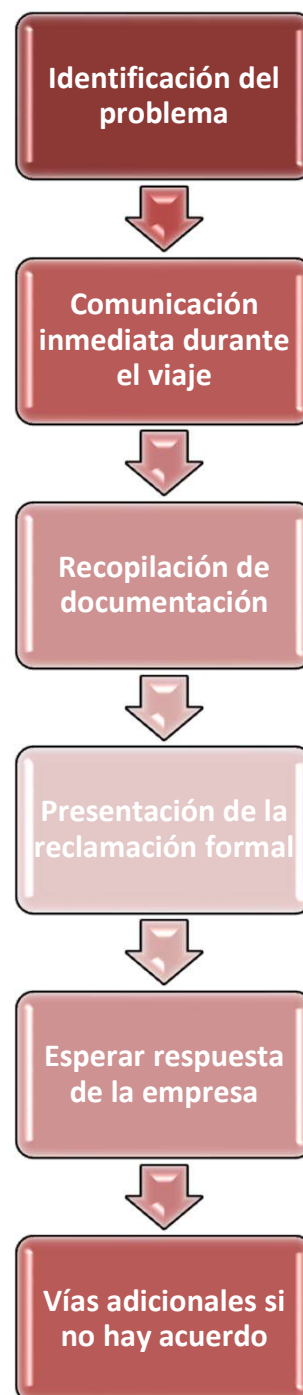 Identificación del
problema
Comunicación
inmediata durante
el viaje
Recopilación de
documentación
Presentación de la
reclamación formal
Esperar respuesta
de la empresa
Vías adicionales si
no hay acuerdo